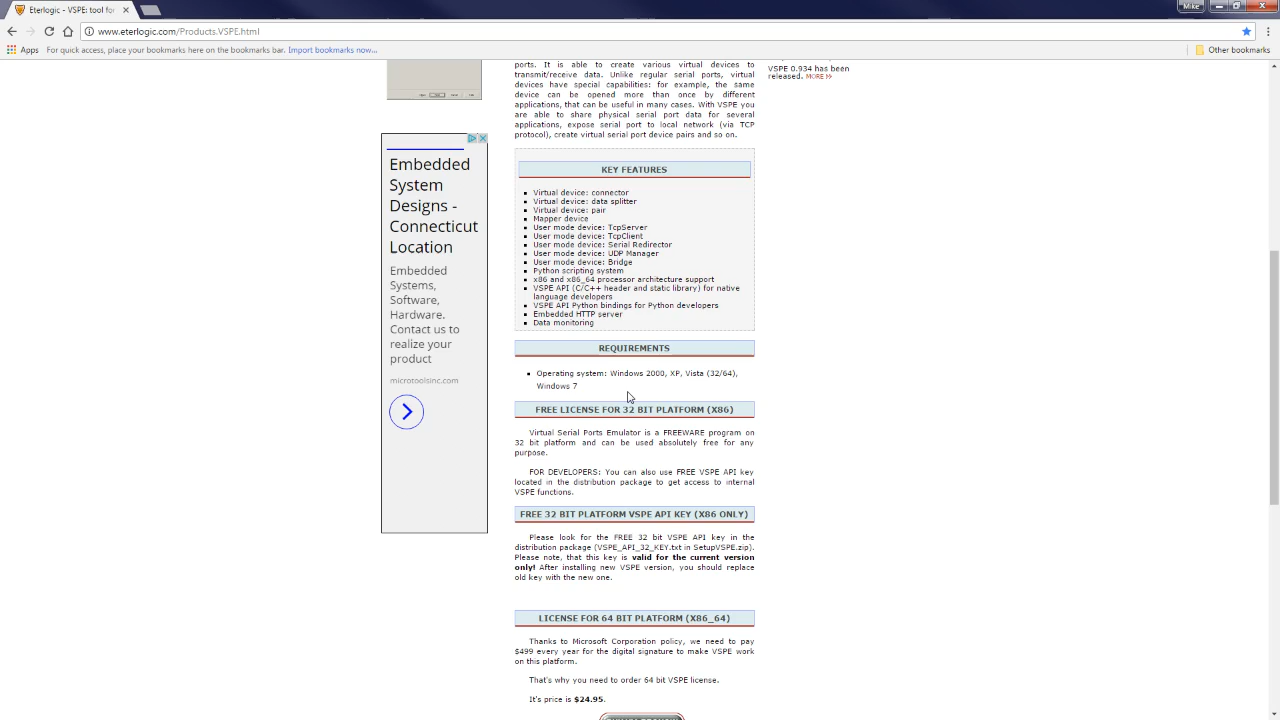 Eterlogic - VSPE: tool fo
Mike
www.eterlogic.com/Products.VSPE.html
Apps
For quick access, place your bookmarks here on the bookmarks bar. Import bookmarks now...
Other bookmarks
ports. It is able to create various virtual devices to
transmit/receive data. Unlike regular serial ports, virtual
devices have special capabilities: for example, the same
device can be opened more than once by different
applications, that can be useful in many cases. With VSPE you
are able to share physical serial port data for several
applications, expose serial port to local network (via TCP
protocol), create virtual serial port device pairs and so on.
VSPE 0.934 has been
released. MORE >>
Embedded
System
Designs -
Connecticut
Location
Embedded
Systems,
Software,
Hardware.
Contact us to
realize your
product
microtoolsinc.com
KEY FEATURES
Virtual device: connector
Virtual device: data splitter
Virtual device: pair
Mapper device
User mode device: TcpServer
User mode device: TcpClient
User mode device: Serial Redirector
User mode device: UDP Manager
User mode device: Bridge
Python scripting system
x86 and x86_64 processor architecture support
VSPE API (C/C++ header and static library) for native
language developers
VSPE API Python bindings for Python developers
Embedded HTTP server
Data monitoring
REQUIREMENTS
Operating system: Windows 2000, XP, Vista (32/64),
Windows 7
FREE LICENSE FOR 32 BIT PLATFORM (X86)
Virtual Serial Ports Emulator is a FREEWARE program on
32 bit platform and can be used absolutely free for any
purpose.
FOR DEVELOPERS: You can also use FREE VSPE API key
located in the distribution package to get access to internal
VSPE functions.
FREE 32 BIT PLATFORM VSPE API KEY (X86 ONLY)
Please look for the FREE 32 bit VSPE API key in the
distribution package (VSPE_API_32_KEY.txt in SetupVSPE.zip).
Please note, that this key is valid for the current version
only! After installing new VSPE version, you should replace
old key with the new one.
LICENSE FOR 64 BIT PLATFORM (X86_64)
Thanks to Microsoft Corporation policy, we need to pay
$499 every year for the digital signature to make VSPE work
on this platform.
That's why you need to order 64 bit VSPE license.
It's price is $24.95.